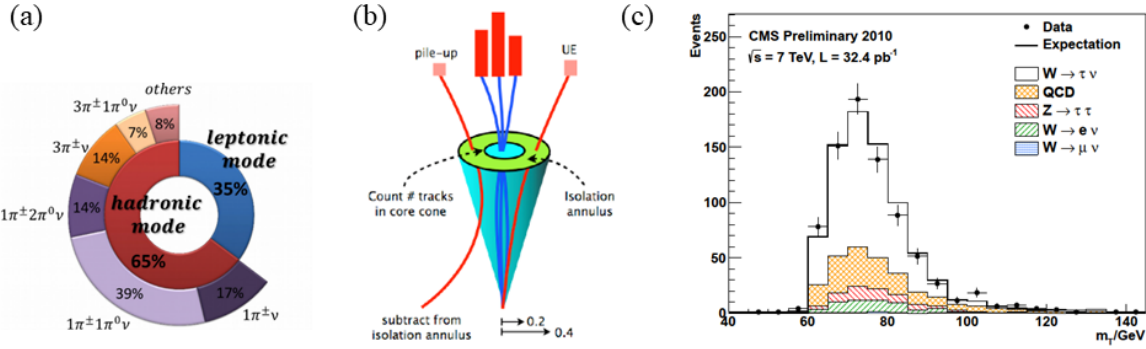 (a)
others
3π±1π⁰ν
8%
7%
3π±ν
14%
leptonic
mode
35%
14%
1π±2π⁰ν
hadronic
mode
65%
39%
17%
1π±1π⁰ν
1π±ν
(b)
pile-up
UE
Count # tracks
in core cone
Isolation
annulus
subtract from
isolation annulus
0.2
0.4
(c)
Events
CMS Preliminary 2010
√s = 7 TeV, L = 32.4 pb⁻¹
Data
Expectation
W → τ ν
QCD
Z → τ τ
W → e ν
W → μ ν
250
200
150
100
50
0
40 60 80 100 120 140
m_T/GeV